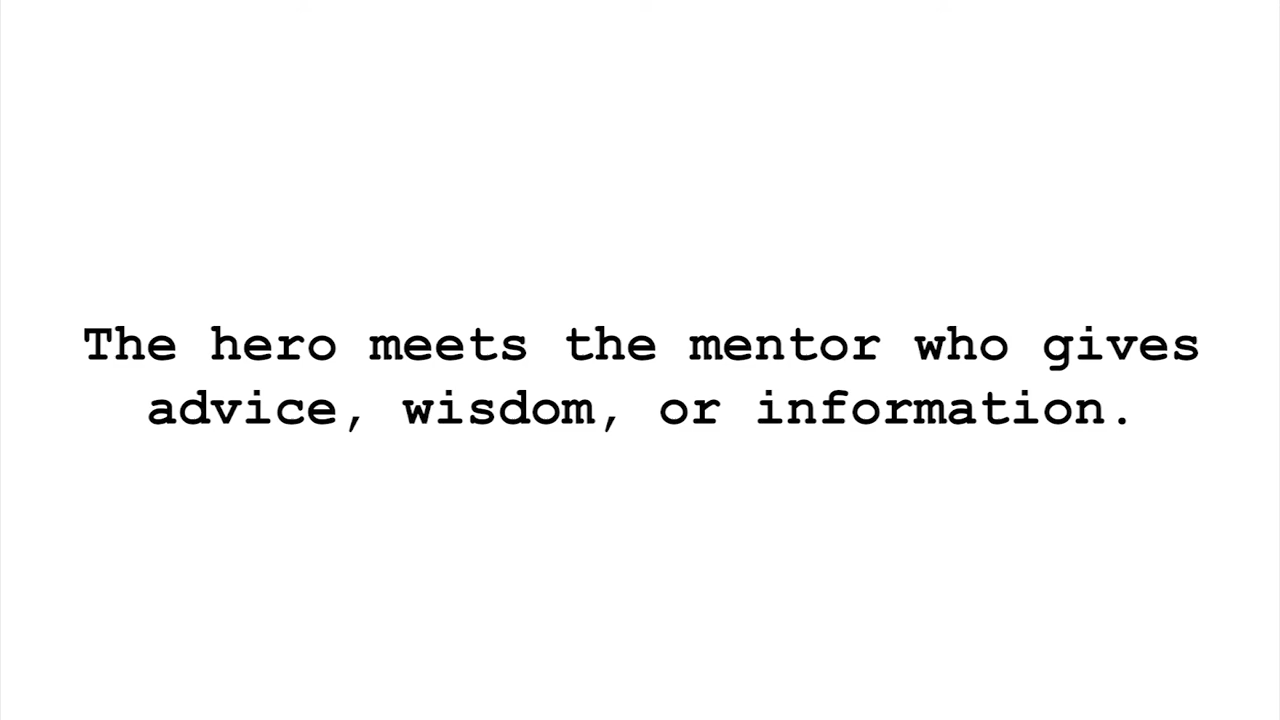 The hero meets the mentor who gives
advice, wisdom, or information.